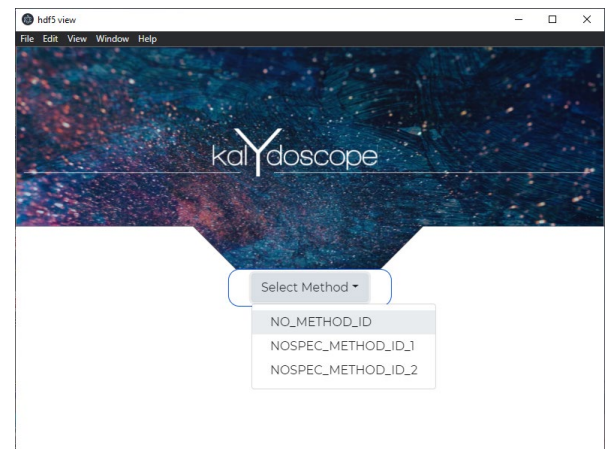 hdf5 view
File Edit View Window Help
kalYdoscope
Select Method
NO_METHOD_ID
NOSPEC_METHOD_ID_1
NOSPEC_METHOD_ID_2